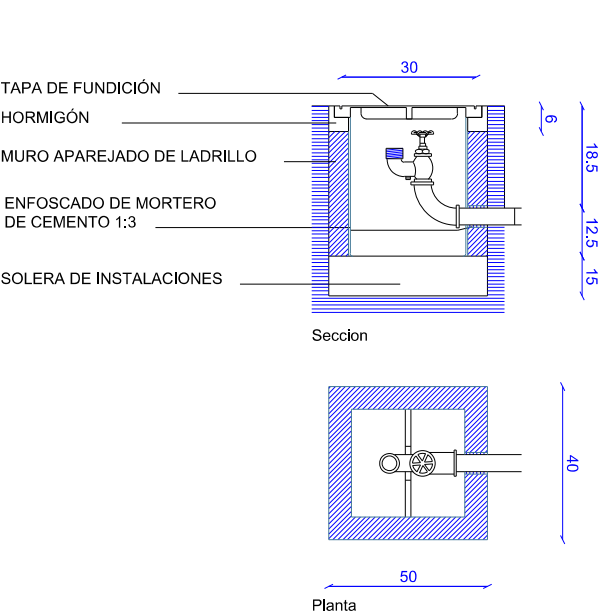 30
TAPA DE FUNDICIÓN
HORMIGÓN
6
MURO APAREJADO DE LADRILLO
18.5
ENFOSCADO DE MORTERO
DE CEMENTO 1:3
12.5
SOLERA DE INSTALACIONES
15
Seccion
40
50
Planta